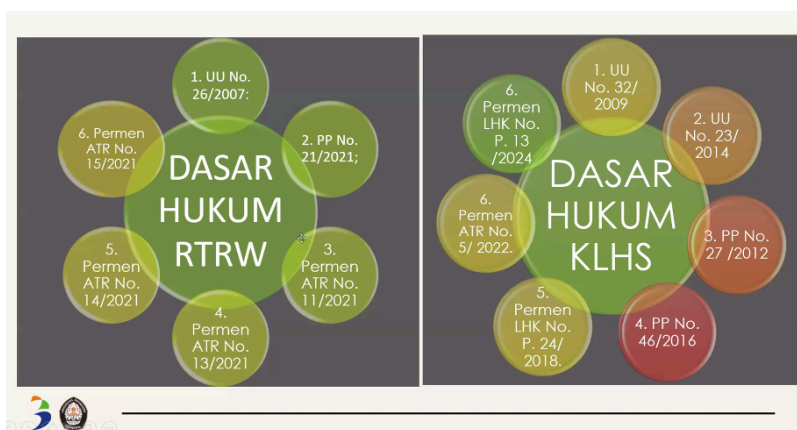 DASAR
HUKUM
RTRW
1. UU No.
26/2007:
2. PP No.
21/2021;
3.
Permen
ATR No.
11/2021
4.
Permen
ATR No.
13/2021
5.
Permen
ATR No.
14/2021
6. Permen
ATR No.
15/2021
DASAR
HUKUM
KLHS
1. UU
No. 32/
2009
2. UU
No. 23/
2014
3. PP No.
27 /2012
4. PP No.
46/2016
5.
Permen
LHK No.
P. 24/
2018.
6.
Permen
ATR No.
5/ 2022.
6.
Permen
LHK No.
P. 13
/2024